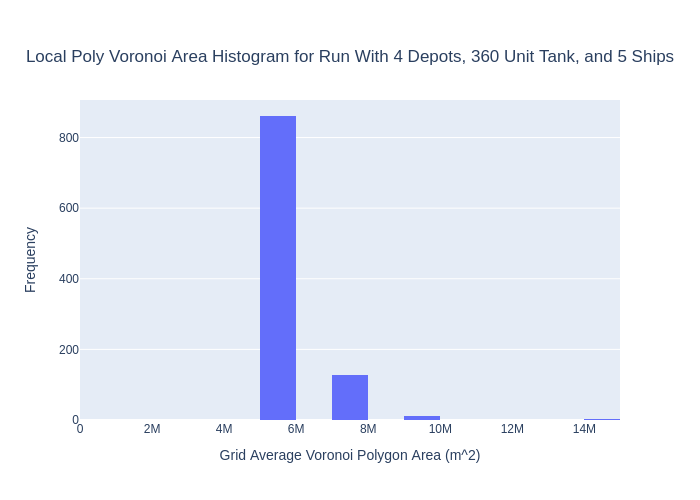 Local Poly Voronoi Area Histogram for Run With 4 Depots, 360 Unit Tank, and 5 Ships
800
600
400
200
0
Frequency
0 2M 4M 6M 8M 10M 12M 14M
Grid Average Voronoi Polygon Area (m^2)